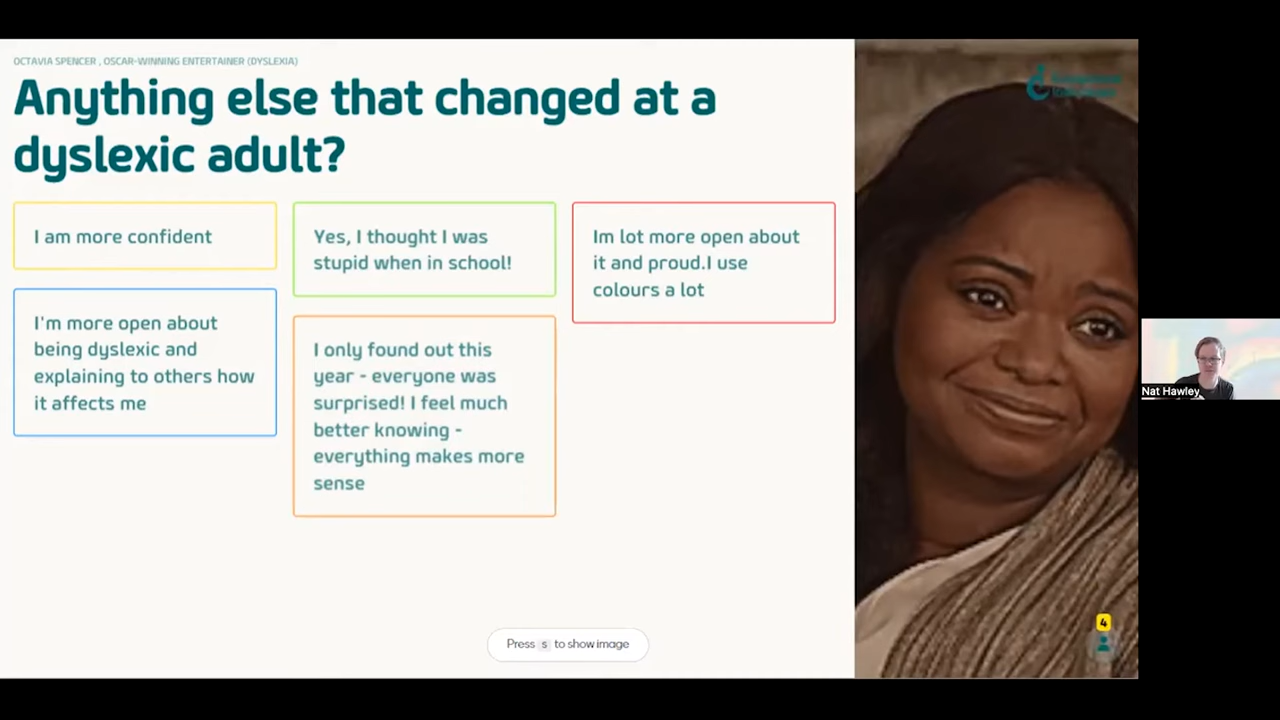 OCTAVIA SPENCER , OSCAR-WINNING ENTERTAINER (DYSLEXIA)
Anything else that changed at a
dyslexic adult?
I am more confident
I'm more open about
being dyslexic and
explaining to others how
it affects me
Yes, I thought I was
stupid when in school!
I only found out this
year - everyone was
surprised! I feel much
better knowing -
everything makes more
sense
Im lot more open about
it and proud.I use
colours a lot
Press s to show image
4
Nat Hawley